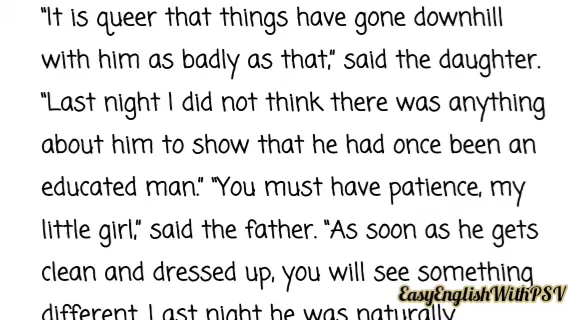 "It is queer that things have gone downhill
with him as badly as that," said the daughter.
"Last night I did not think there was anything
about him to show that he had once been an
educated man." "You must have patience, my
little girl," said the father. "As soon as he gets
clean and dressed up, you will see something
EasyEnglishWithPSV
different. Last night he was naturally